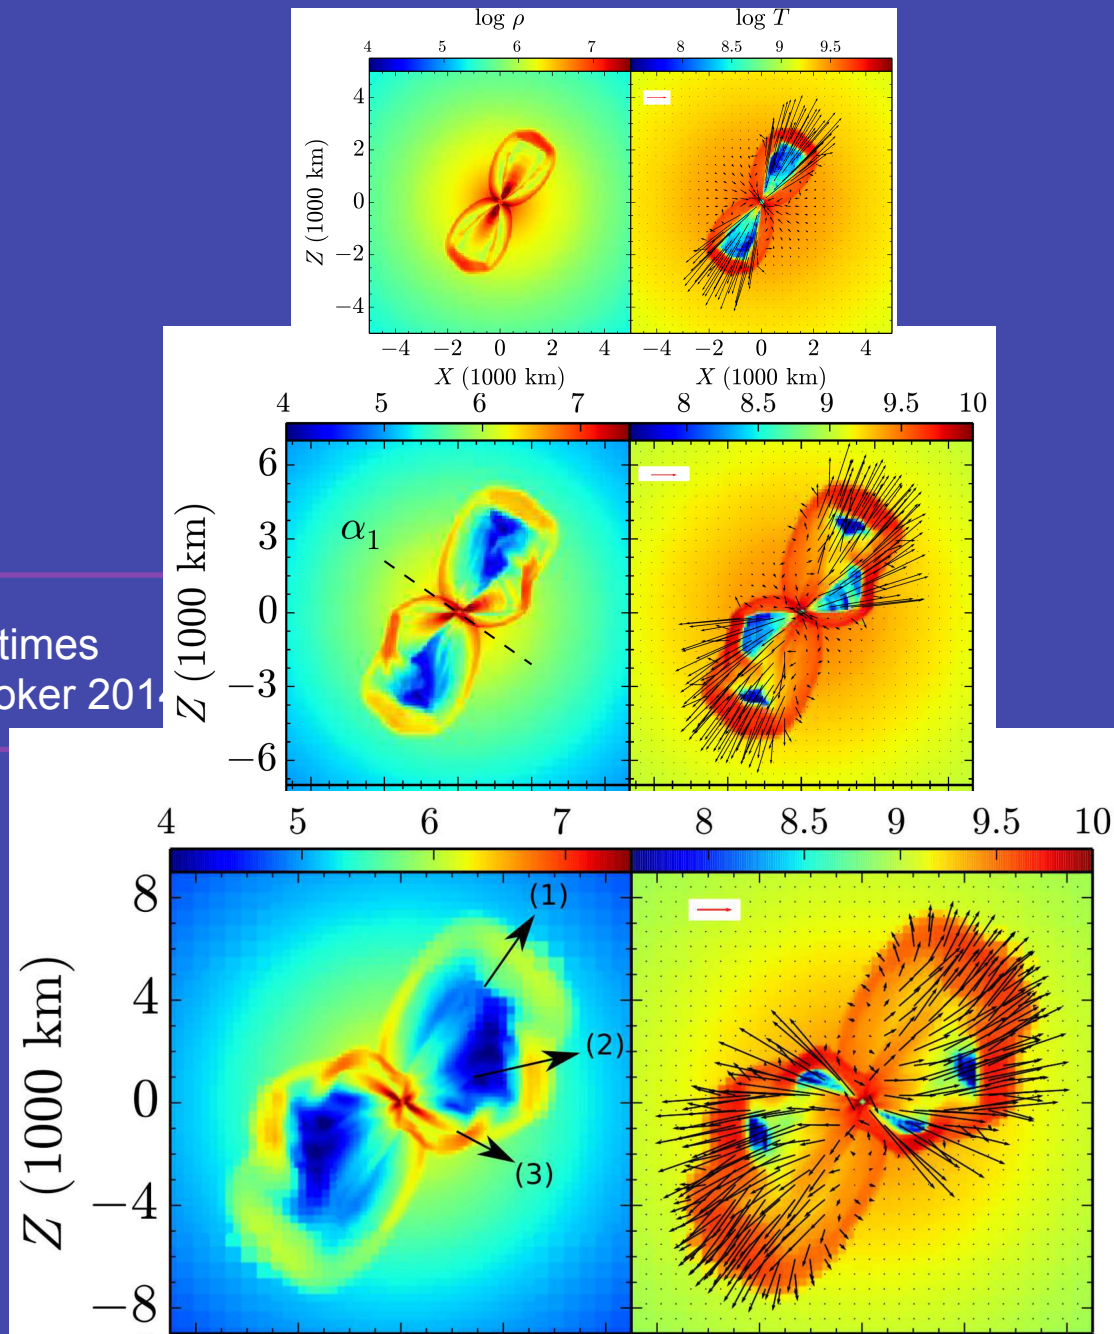 log ρ log T
4 5 6 7 8 8.5 9 9.5
4
2
0
−2
−4
Z (1000 km)
−4 −2 0 2 4 −4 −2 0 2 4
X (1000 km) X (1000 km)
4 5 6 7 8 8.5 9 9.5 10
6
3
0
−3
−6
Z (1000 km)
α1
times
oker 2014
4 5 6 7 8 8.5 9 9.5 10
8
4
0
−4
−8
Z (1000 km)
(1)
(2)
(3)